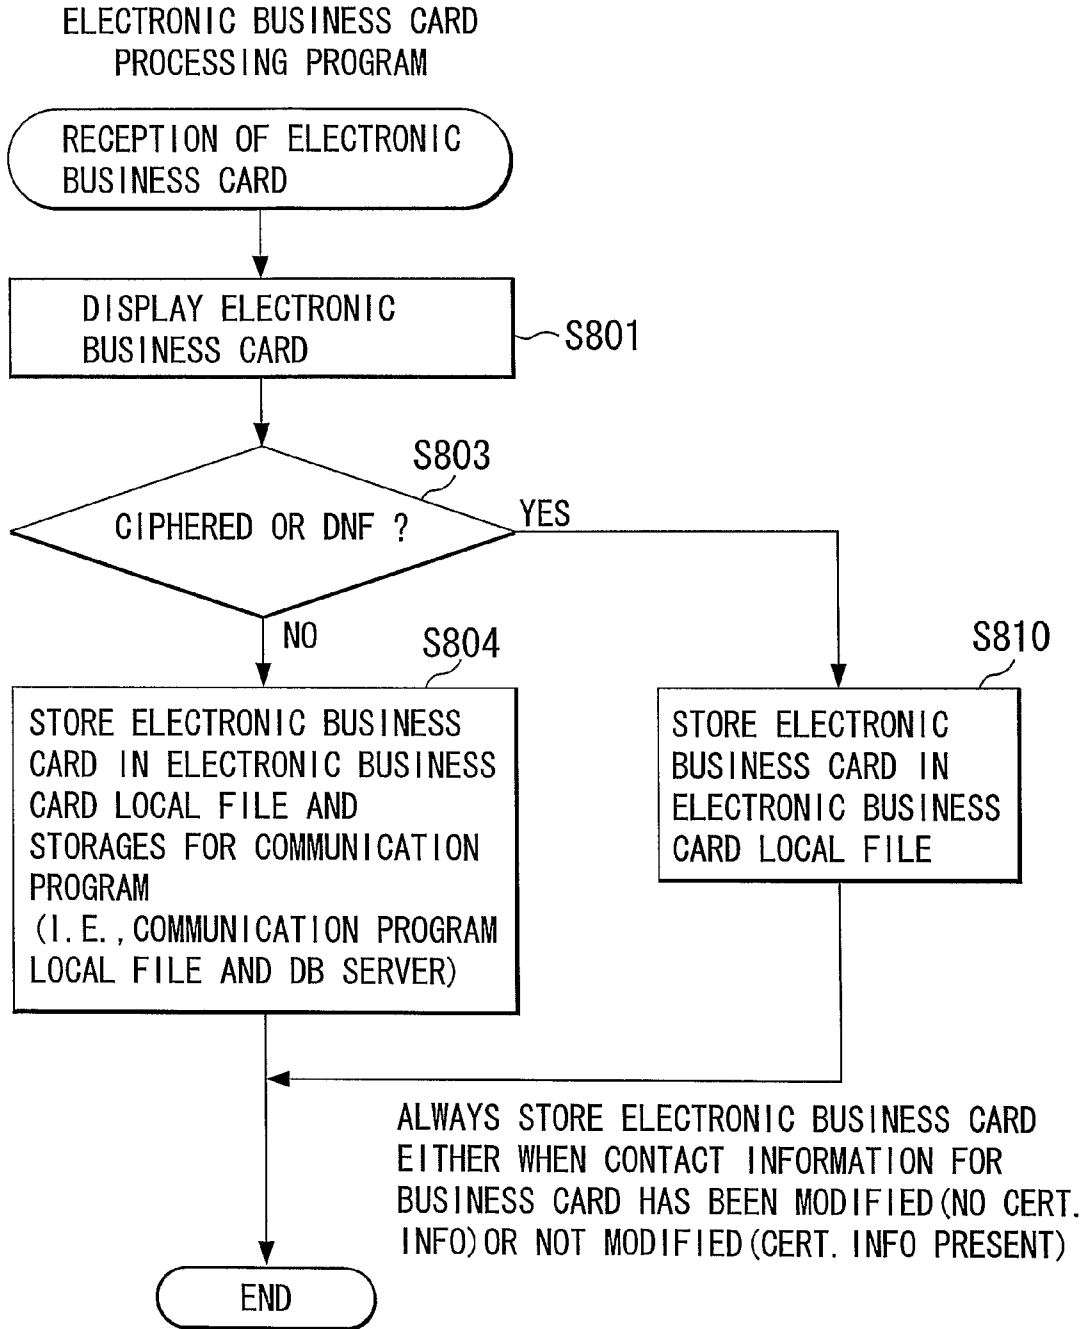 ELECTRONIC BUSINESS CARD
PROCESSING PROGRAM
RECEPTION OF ELECTRONIC
BUSINESS CARD
DISPLAY ELECTRONIC
BUSINESS CARD
S801
S803
CIPHERED OR DNF ?
YES
NO
S804
STORE ELECTRONIC BUSINESS
CARD IN ELECTRONIC BUSINESS
CARD LOCAL FILE AND
STORAGES FOR COMMUNICATION
PROGRAM
(I.E.,COMMUNICATION PROGRAM
LOCAL FILE AND DB SERVER)
S810
STORE ELECTRONIC
BUSINESS CARD IN
ELECTRONIC BUSINESS
CARD LOCAL FILE
ALWAYS STORE ELECTRONIC BUSINESS CARD
EITHER WHEN CONTACT INFORMATION FOR
BUSINESS CARD HAS BEEN MODIFIED(NO CERT.
INFO)OR NOT MODIFIED(CERT. INFO PRESENT)
END